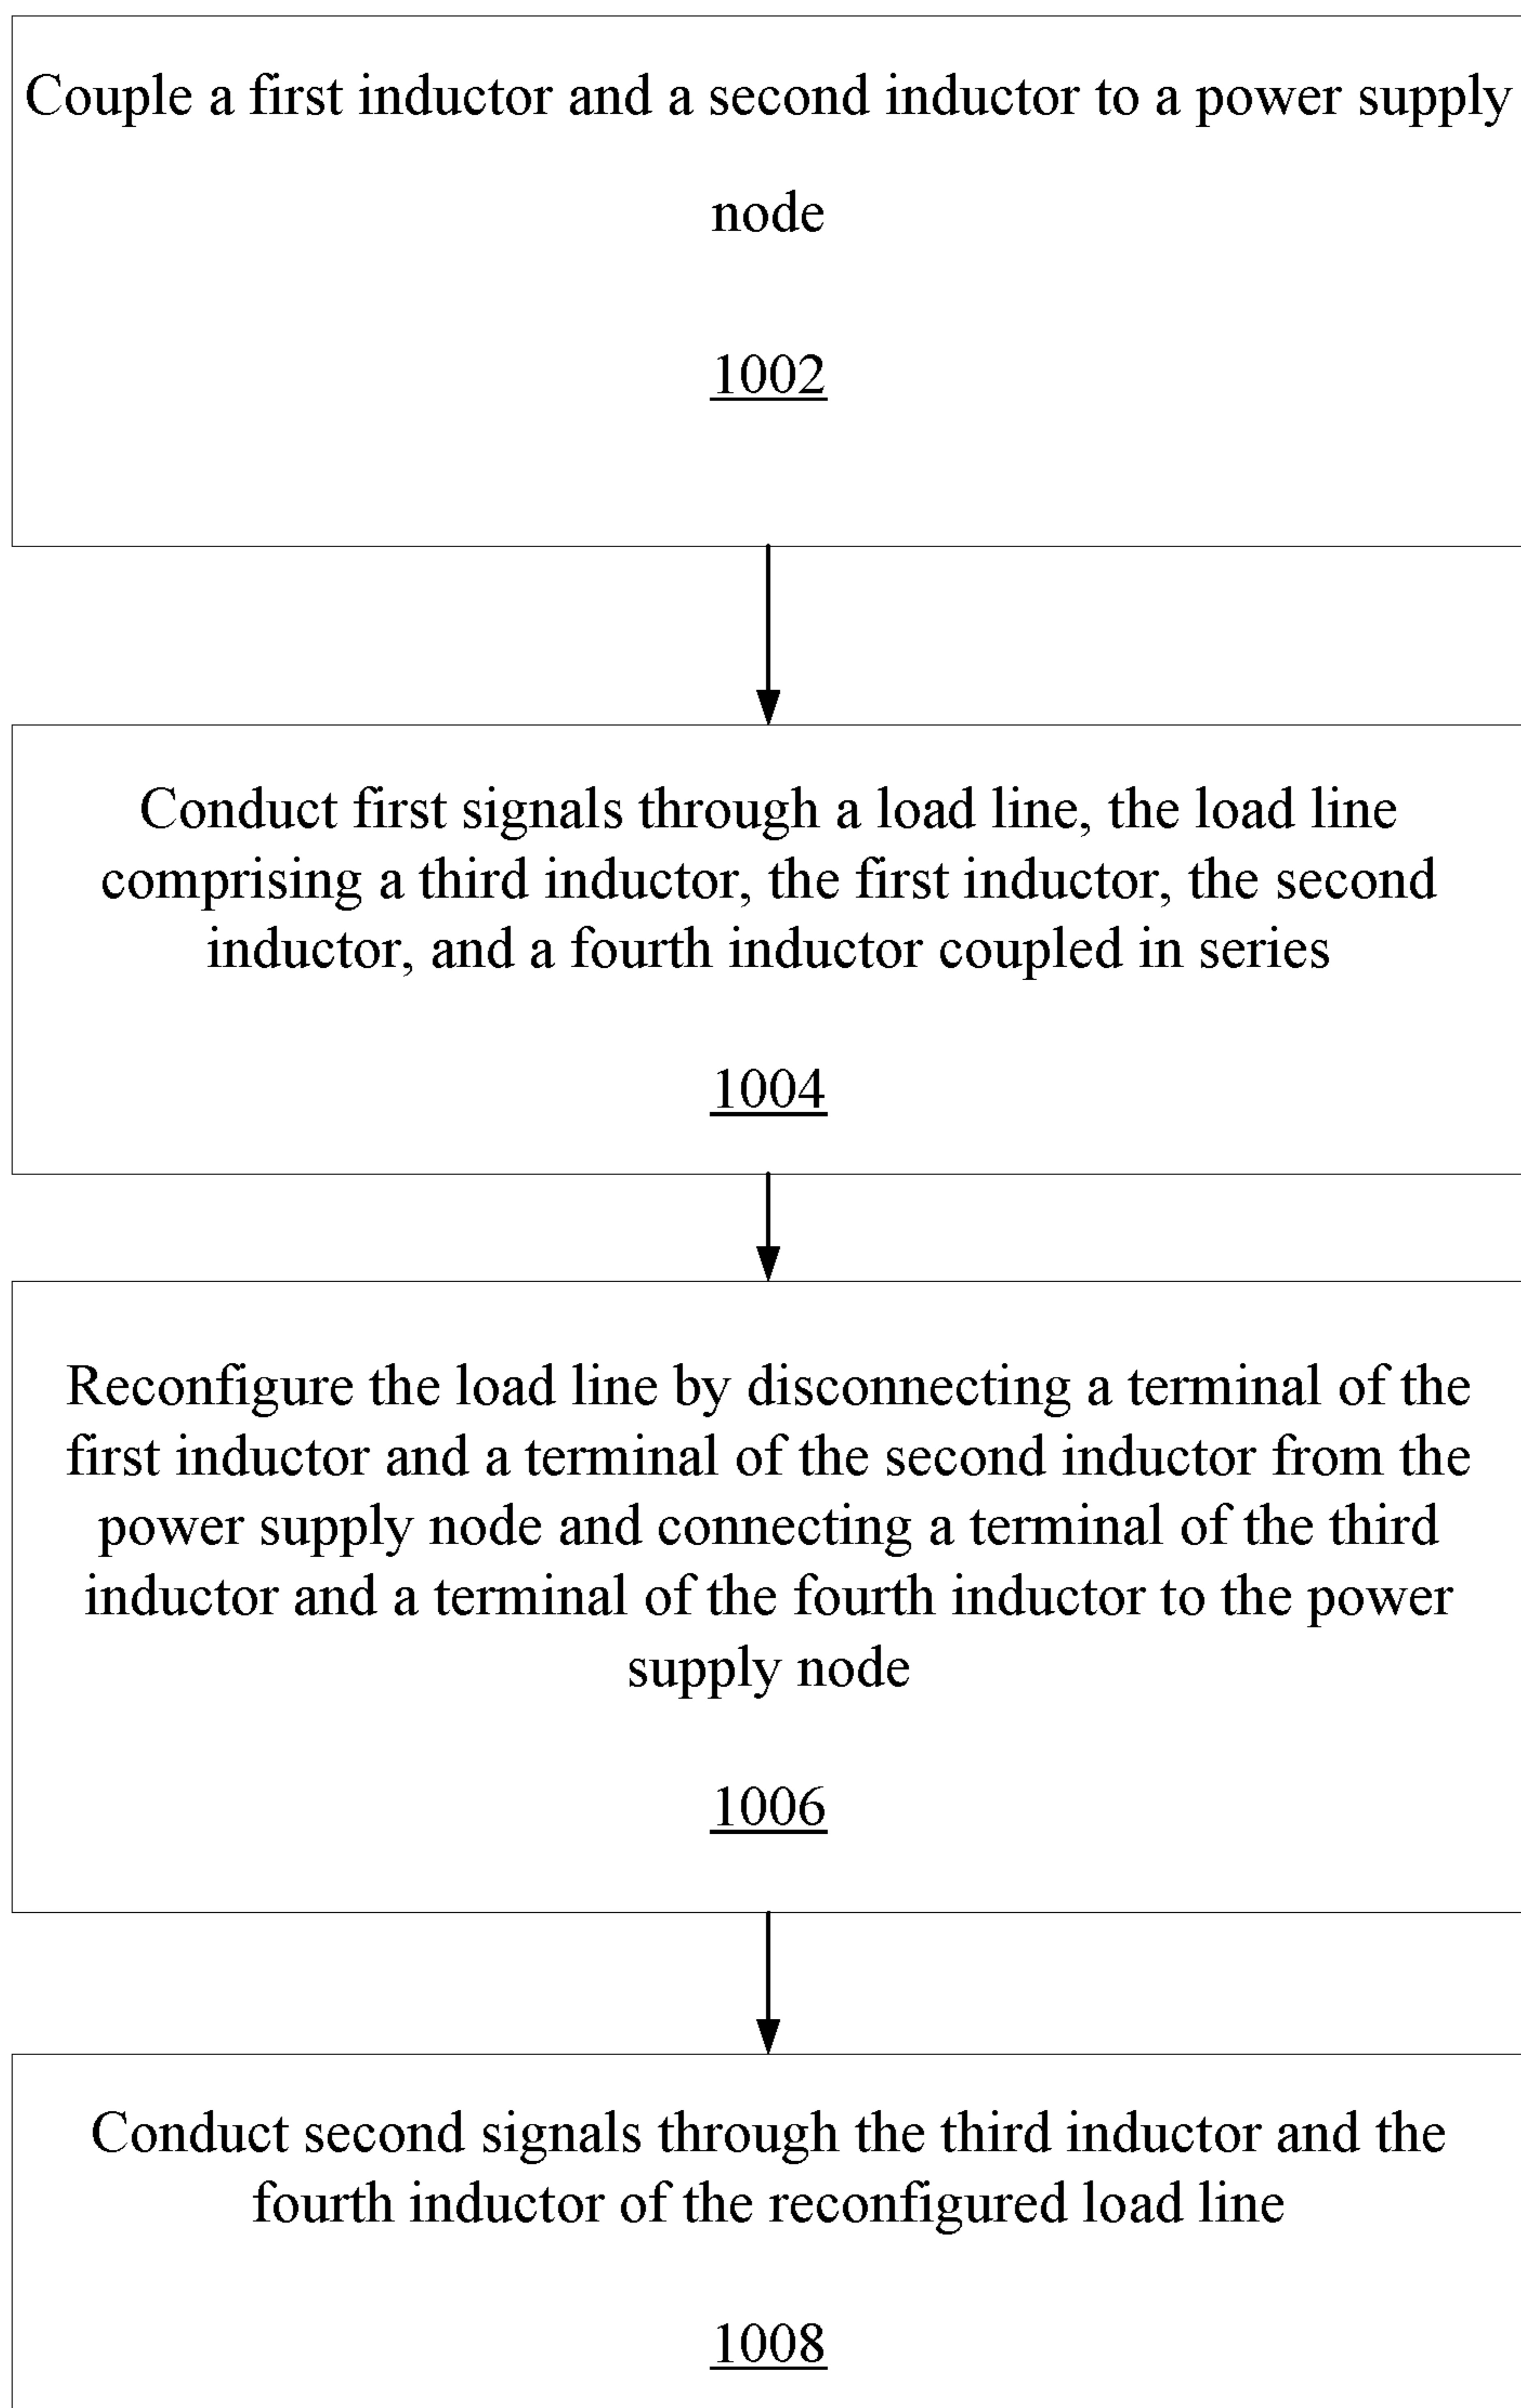 Couple a first inductor and a second inductor to a power supply
node
1002
Conduct first signals through a load line, the load line
comprising a third inductor, the first inductor, the second
inductor, and a fourth inductor coupled in series
1004
Reconfigure the load line by disconnecting a terminal of the
first inductor and a terminal of the second inductor from the
power supply node and connecting a terminal of the third
inductor and a terminal of the fourth inductor to the power
supply node
1006
Conduct second signals through the third inductor and the
fourth inductor of the reconfigured load line
1008